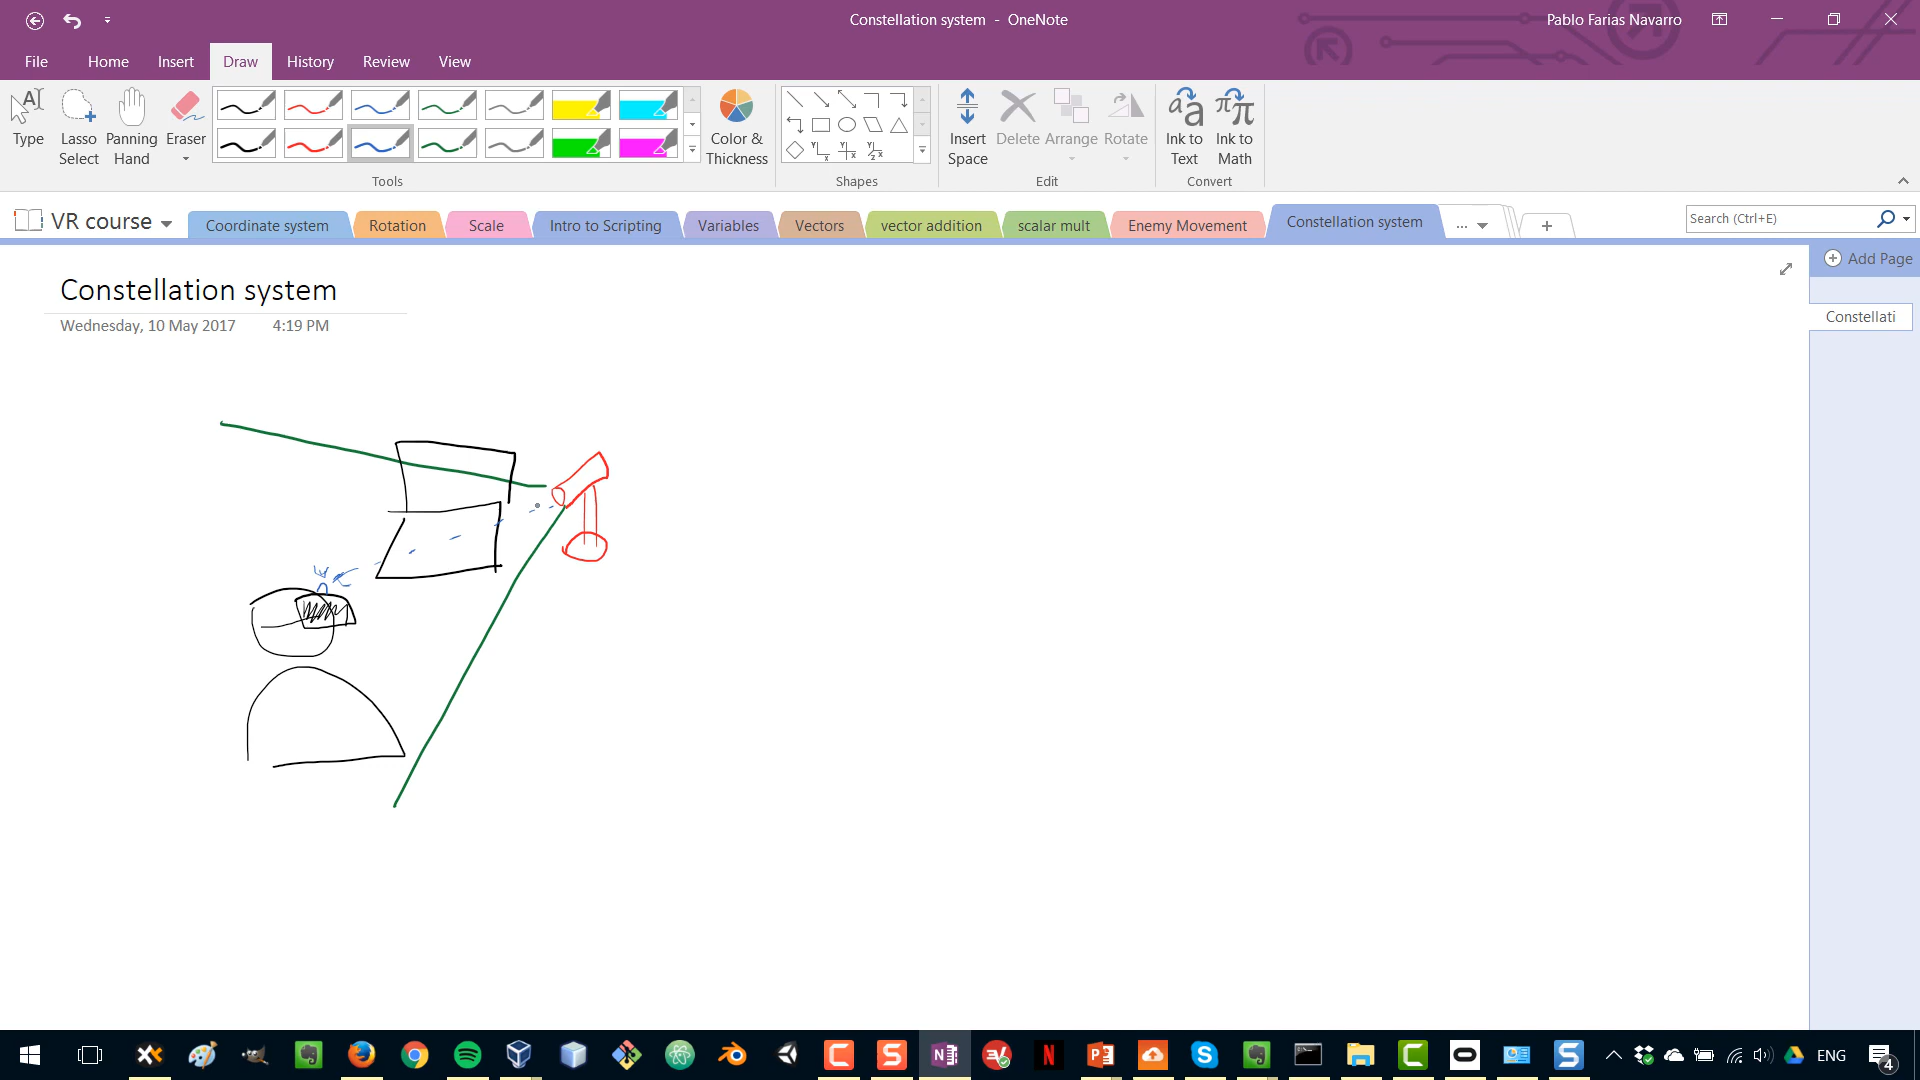 Constellation system - OneNote
Pablo Farias Navarro
File Home Insert Draw History Review View
Type
Lasso Select
Panning Hand
Eraser
Color & Thickness
Insert Space
Delete
Arrange
Rotate
Ink to Text
Ink to Math
Tools
Shapes
Edit
Convert
VR course
Coordinate system Rotation Scale Intro to Scripting Variables Vectors vector addition scalar mult Enemy Movement Constellation system ...
Search (Ctrl+E)
Add Page
Constellation system
Constellati
Wednesday, 10 May 2017 4:19 PM
ENG
4